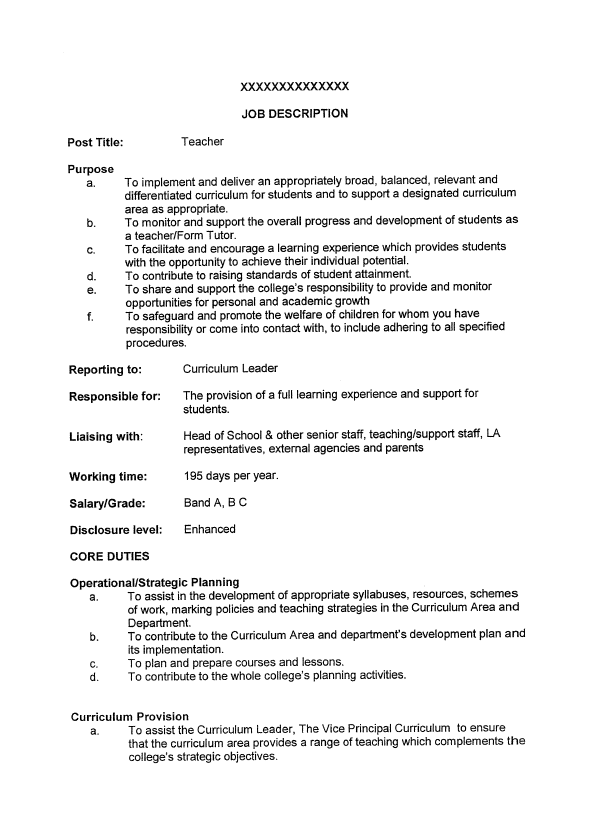 XXXXXXXXXXXXXX
JOB DESCRIPTION
Post Title: Teacher
Purpose
a. To implement and deliver an appropriately broad, balanced, relevant and
differentiated curriculum for students and to support a designated curriculum
area as appropriate.
b. To monitor and support the overall progress and development of students as
a teacher/Form Tutor.
c. To facilitate and encourage a learning experience which provides students
with the opportunity to achieve their individual potential.
d. To contribute to raising standards of student attainment.
e. To share and support the college's responsibility to provide and monitor
opportunities for personal and academic growth
f. To safeguard and promote the welfare of children for whom you have
responsibility or come into contact with, to include adhering to all specified
procedures.
Reporting to: Curriculum Leader
Responsible for: The provision of a full learning experience and support for
students.
Liaising with: Head of School & other senior staff, teaching/support staff, LA
representatives, external agencies and parents
Working time: 195 days per year.
Salary/Grade: Band A, B C
Disclosure level: Enhanced
CORE DUTIES
Operational/Strategic Planning
a. To assist in the development of appropriate syllabuses, resources, schemes
of work, marking policies and teaching strategies in the Curriculum Area and
Department.
b. To contribute to the Curriculum Area and department's development plan and
its implementation.
c. To plan and prepare courses and lessons.
d. To contribute to the whole college's planning activities.
Curriculum Provision
a. To assist the Curriculum Leader, The Vice Principal Curriculum to ensure
that the curriculum area provides a range of teaching which complements the
college's strategic objectives.